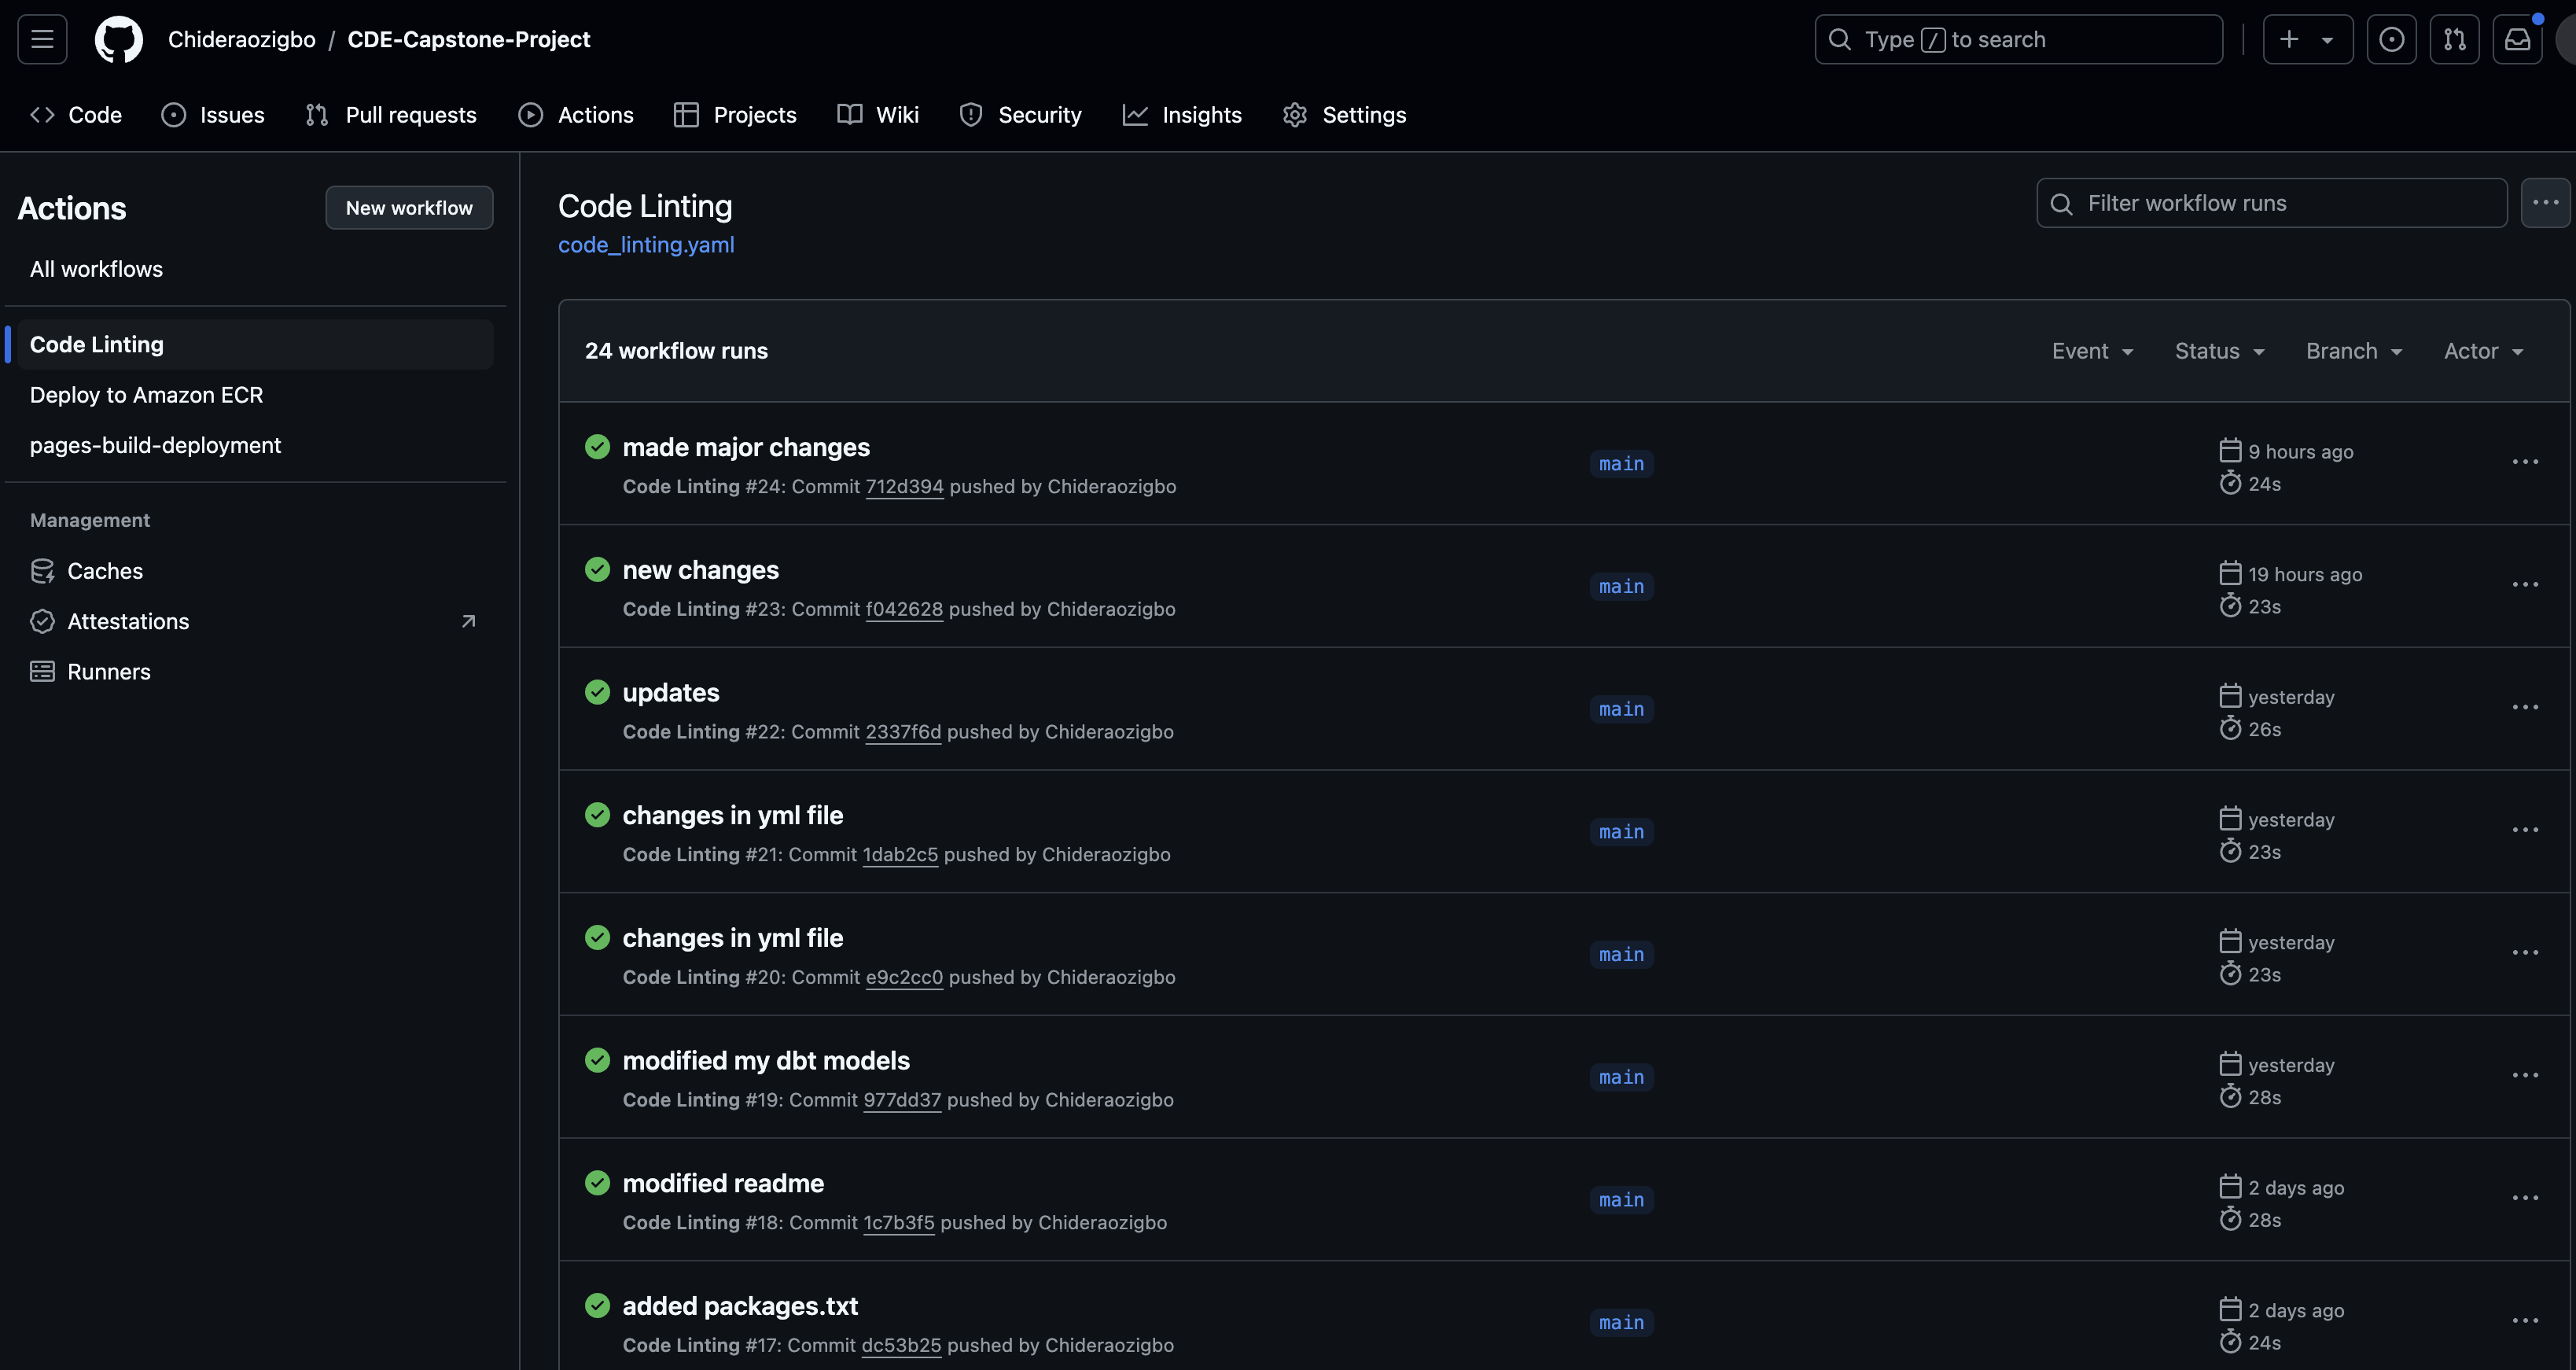 Chideraozigbo / CDE-Capstone-Project
Type / to search
Code Issues Pull requests Actions Projects Wiki Security Insights Settings
Actions
New workflow
All workflows
Code Linting
Deploy to Amazon ECR
pages-build-deployment
Management
Caches
Attestations
Runners
Code Linting
code_linting.yaml
Filter workflow runs
24 workflow runs
Event Status Branch Actor
made major changes
Code Linting #24: Commit 712d394 pushed by Chideraozigbo
main
9 hours ago
24s
new changes
Code Linting #23: Commit f042628 pushed by Chideraozigbo
main
19 hours ago
23s
updates
Code Linting #22: Commit 2337f6d pushed by Chideraozigbo
main
yesterday
26s
changes in yml file
Code Linting #21: Commit 1dab2c5 pushed by Chideraozigbo
main
yesterday
23s
changes in yml file
Code Linting #20: Commit e9c2cc0 pushed by Chideraozigbo
main
yesterday
23s
modified my dbt models
Code Linting #19: Commit 977dd37 pushed by Chideraozigbo
main
yesterday
28s
modified readme
Code Linting #18: Commit 1c7b3f5 pushed by Chideraozigbo
main
2 days ago
28s
added packages.txt
Code Linting #17: Commit dc53b25 pushed by Chideraozigbo
main
2 days ago
24s